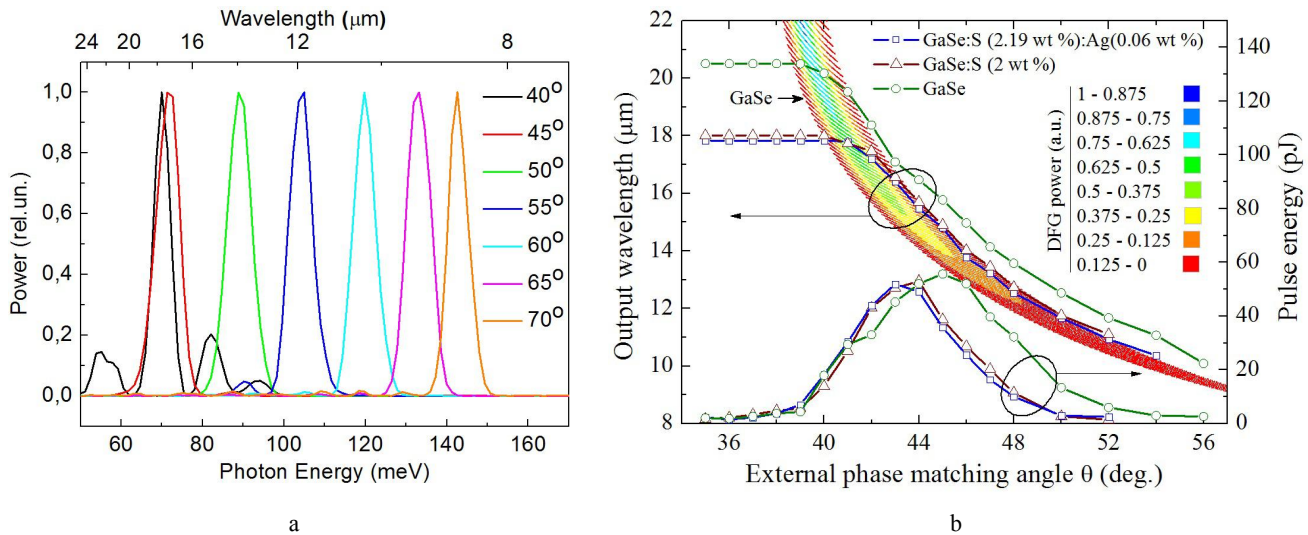 a
Wavelength (μm)
24 20 16 12 8
Power (rel.un.)
1,0
0,8
0,6
0,4
0,2
0,0
40°
45°
50°
55°
60°
65°
70°
60 80 100 120 140 160
Photon Energy (meV)
a
Output wavelength (μm)
22
20
18
16
14
12
10
8
GaSe:S (2.19 wt %):Ag(0.06 wt %)
GaSe:S (2 wt %)
GaSe
GaSe
DFG power (a.u.)
1 - 0.875
0.875 - 0.75
0.75 - 0.625
0.625 - 0.5
0.5 - 0.375
0.375 - 0.25
0.25 - 0.125
0.125 - 0
140
120
100
80
60
40
20
0
Pulse energy (pJ)
36 40 44 48 52 56
External phase matching angle θ (deg.)
b